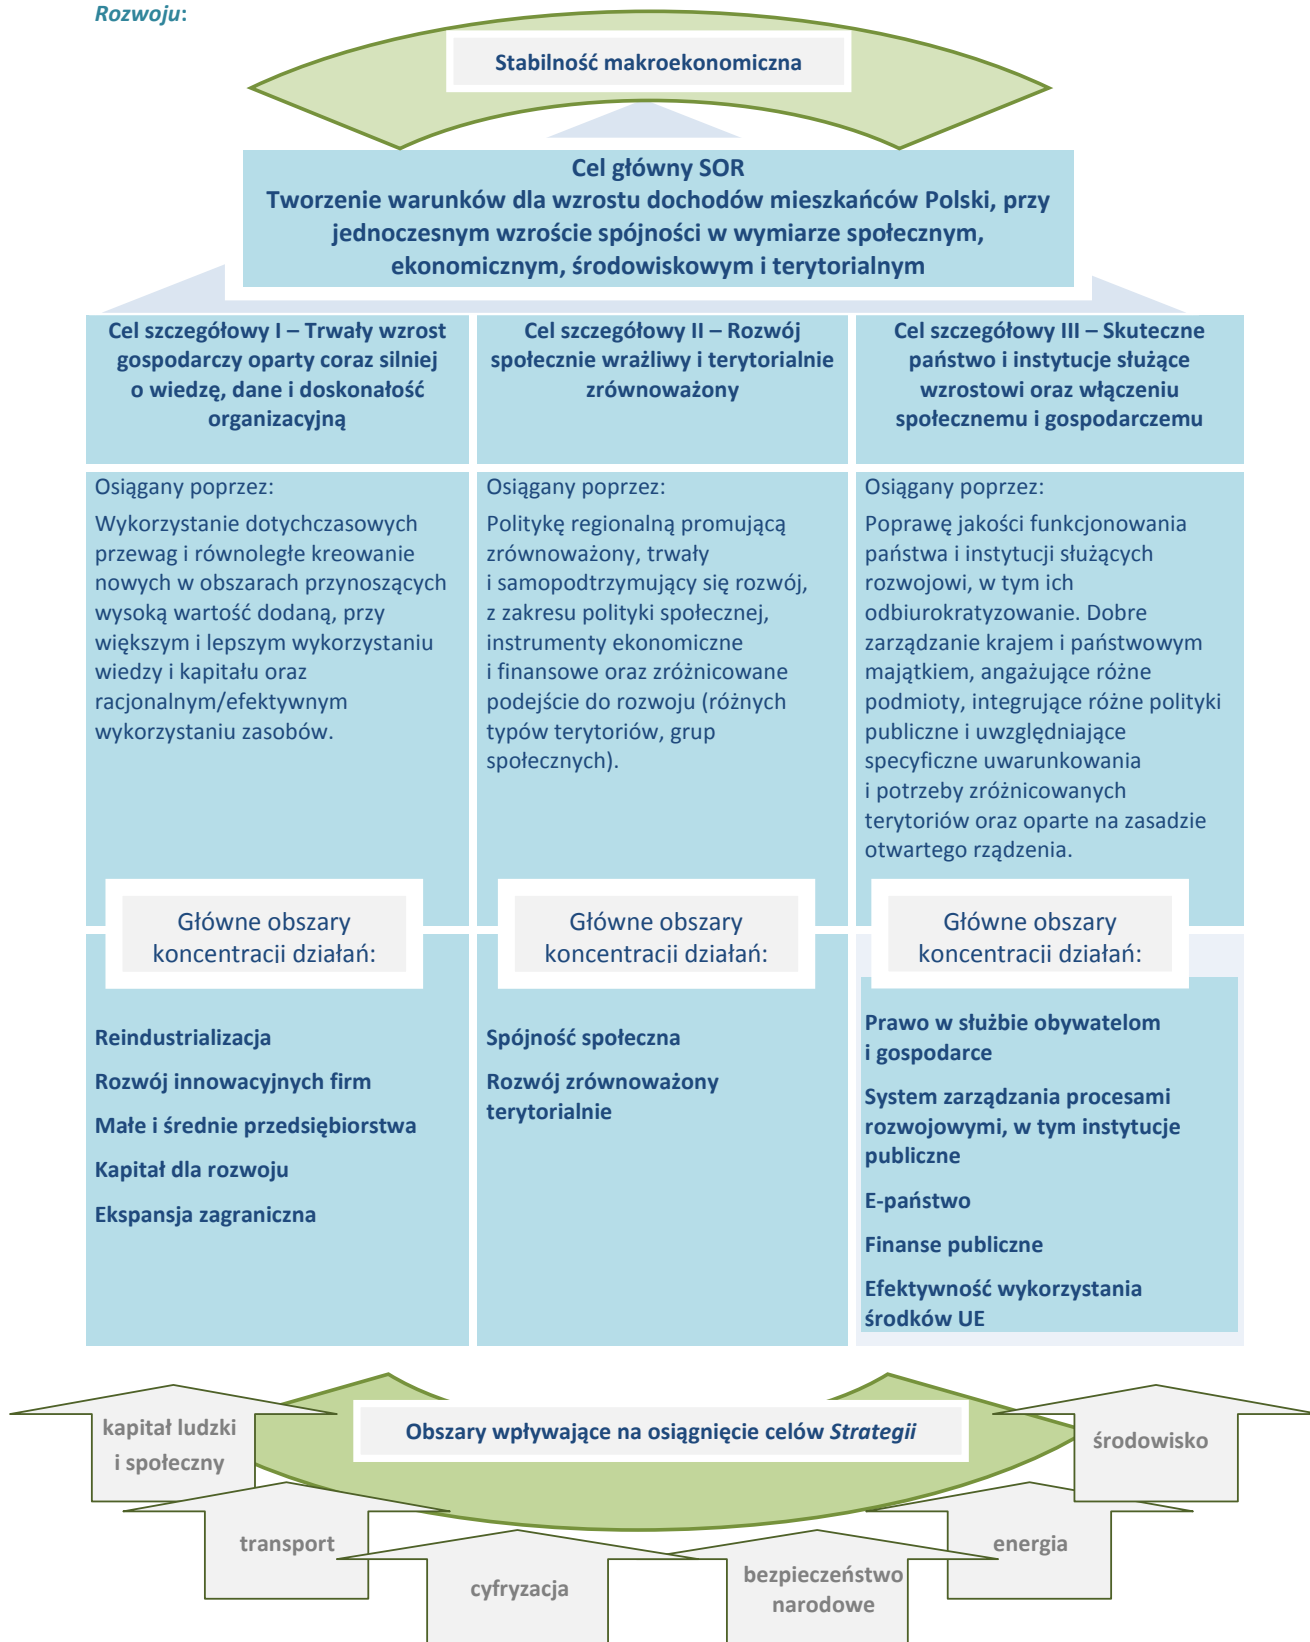 Rozwoju:
Stabilność makroekonomiczna
Cel główny SOR
Tworzenie warunków dla wzrostu dochodów mieszkańców Polski, przy
jednoczesnym wzroście spójności w wymiarze społecznym,
ekonomicznym, środowiskowym i terytorialnym
Cel szczegółowy I – Trwały wzrost
gospodarczy oparty coraz silniej
o wiedzę, dane i doskonałość
organizacyjną
Cel szczegółowy II – Rozwój
społecznie wrażliwy i terytorialnie
zrównoważony
Cel szczegółowy III – Skuteczne
państwo i instytucje służące
wzrostowi oraz włączeniu
społecznemu i gospodarczemu
Osiągany poprzez:
Wykorzystanie dotychczasowych
przewag i równoległe kreowanie
nowych w obszarach przynoszących
wysoką wartość dodaną, przy
większym i lepszym wykorzystaniu
wiedzy i kapitału oraz
racjonalnym/efektywnym
wykorzystaniu zasobów.
Osiągany poprzez:
Politykę regionalną promującą
zrównoważony, trwały
i samopodtrzymujący się rozwój,
z zakresu polityki społecznej,
instrumenty ekonomiczne
i finansowe oraz zróżnicowane
podejście do rozwoju (różnych
typów terytoriów, grup
społecznych).
Osiągany poprzez:
Poprawę jakości funkcjonowania
państwa i instytucji służących
rozwojowi, w tym ich
odbiurokratyzowanie. Dobre
zarządzanie krajem i państwowym
majątkiem, angażujące różne
podmioty, integrujące różne polityki
publiczne i uwzględniające
specyficzne uwarunkowania
i potrzeby zróżnicowanych
terytoriów oraz oparte na zasadzie
otwartego rządzenia.
Główne obszary
koncentracji działań:
Główne obszary
koncentracji działań:
Główne obszary
koncentracji działań:
Reindustrializacja
Rozwój innowacyjnych firm
Małe i średnie przedsiębiorstwa
Kapitał dla rozwoju
Ekspansja zagraniczna
Spójność społeczna
Rozwój zrównoważony
terytorialnie
Prawo w służbie obywatelom
i gospodarce
System zarządzania procesami
rozwojowymi, w tym instytucje
publiczne
E-państwo
Finanse publiczne
Efektywność wykorzystania
środków UE
Obszary wpływające na osiągnięcie celów Strategii
kapitał ludzki
i społeczny
transport
cyfryzacja
bezpieczeństwo
narodowe
energia
środowisko